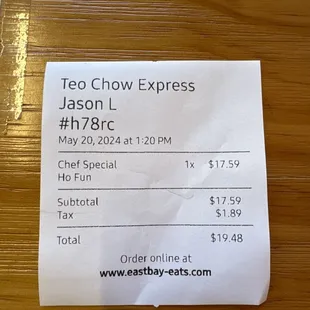 Teo Chow Express
Jason L
#h78rc
May 20, 2024 at 1:20 PM
Chef Special 1x $17.59
Ho Fun
Subtotal $17.59
Tax $1.89
Total $19.48
Order online at
www.eastbay-eats.com